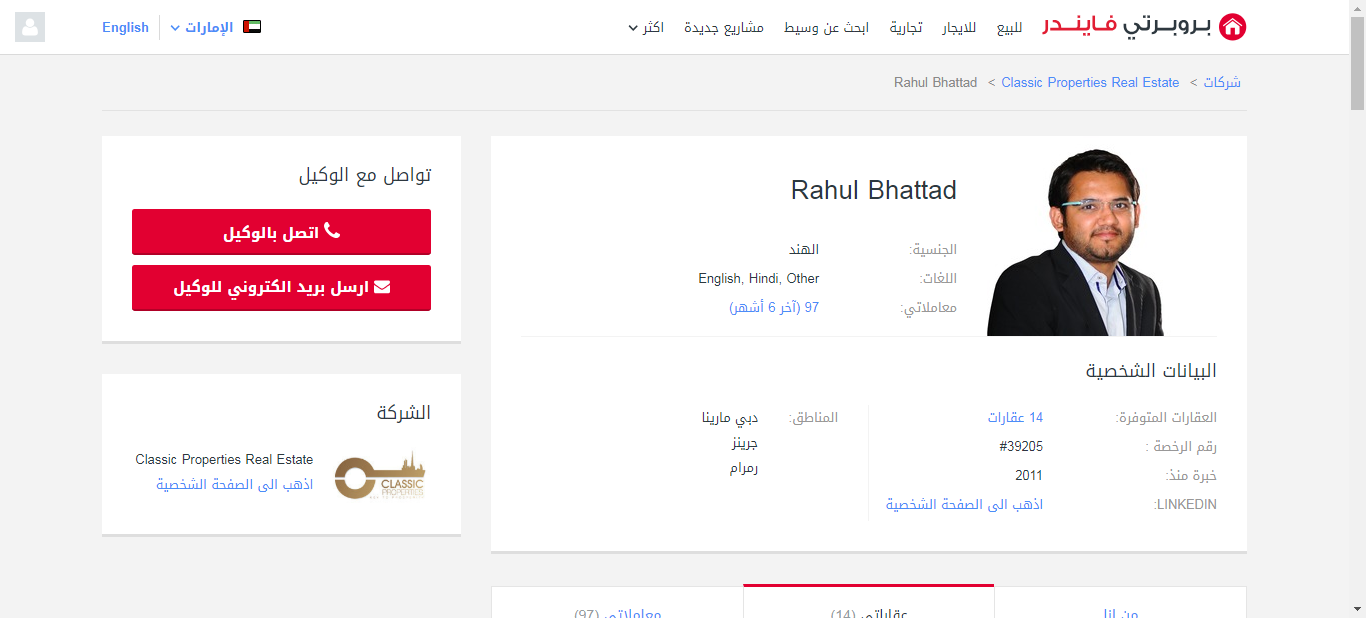 بروبرتي فايندر
للبيع
للايجار
تجارية
ابحث عن وسيط
مشاريع جديدة
اكثر
الإمارات
English
شركات > Classic Properties Real Estate > Rahul Bhattad
Rahul Bhattad
الجنسية: الهند
اللغات: English, Hindi, Other
معاملاتي: 97 (آخر 6 أشهر)
البيانات الشخصية
العقارات المتوفرة: 14 عقارات
رقم الرخصة : #39205
خبرة منذ: 2011
LINKEDIN: اذهب الى الصفحة الشخصية
المناطق: دبي مارينا
جرينز
رمرام
تواصل مع الوكيل
اتصل بالوكيل
ارسل بريد الكتروني للوكيل
الشركة
CLASSIC
PROPERTIES
Classic Properties Real Estate
اذهب الى الصفحة الشخصية
من انا
عقاراتي (14)
معاملاتي (97)